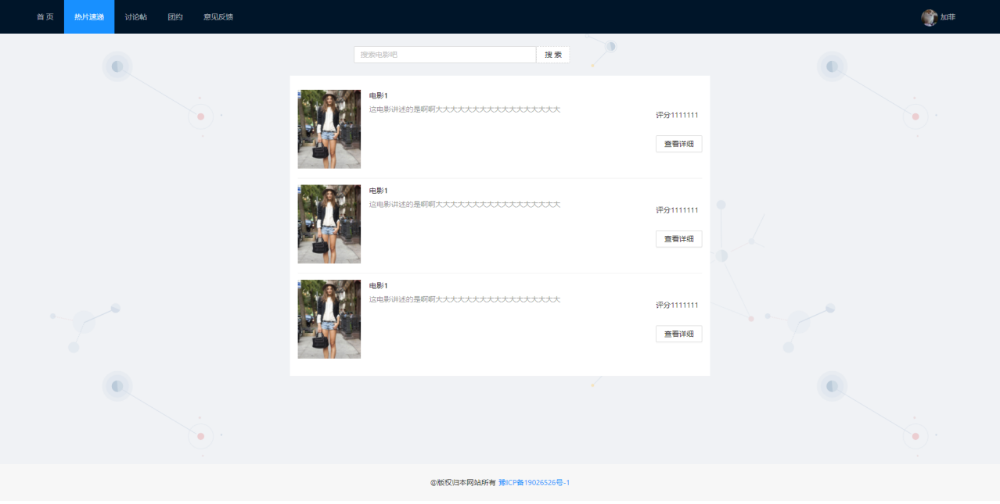 首 页 热片速递 讨论帖 团约 意见反馈 加菲
搜索电影吧 搜 索
电影1
这电影讲述的是啊啊大大大大大大大大大大大大大大大大大
评分1111111
查看详细
电影1
这电影讲述的是啊啊大大大大大大大大大大大大大大大大大
评分1111111
查看详细
电影1
这电影讲述的是啊啊大大大大大大大大大大大大大大大大大
评分1111111
查看详细
@版权归本网站所有 豫ICP备19026526号-1